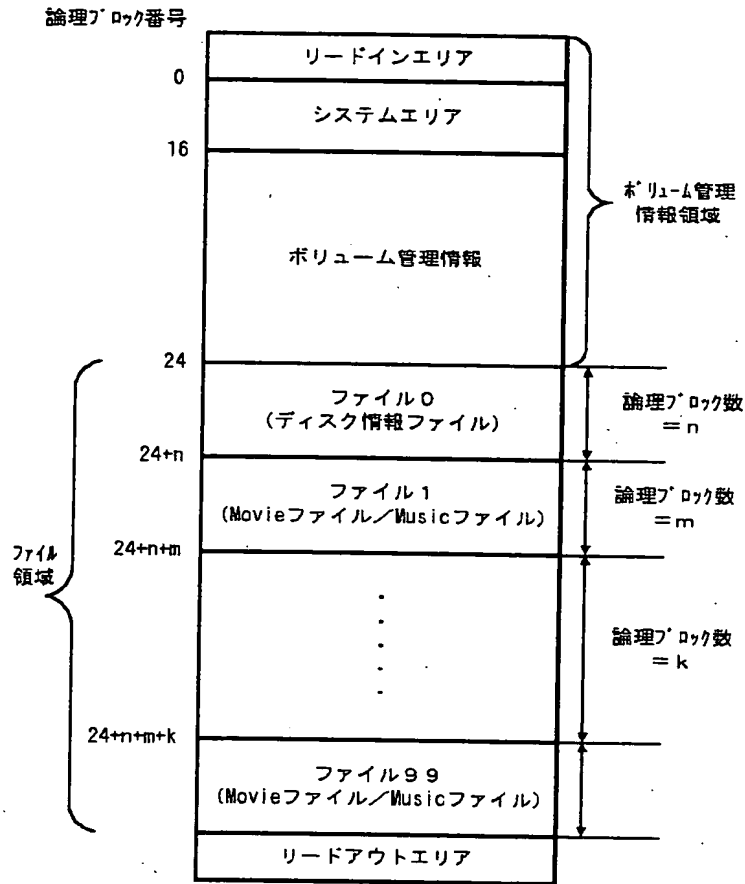 論理ブロック番号
リードインエリア
0
システムエリア
16
ボリューム管理情報
ボリューム管理
情報領域
24
ファイル0
(ディスク情報ファイル)
論理ブロック数
=n
24+n
ファイル1
(Movieファイル/Musicファイル)
論理ブロック数
=m
24+n+m
ファイル
領域
論理ブロック数
=k
24+n+m+k
ファイル99
(Movieファイル/Musicファイル)
リードアウトエリア